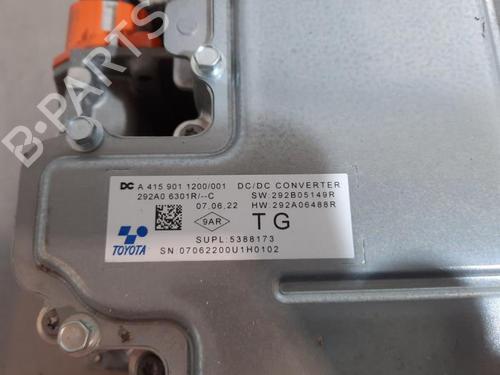 B-PARTS
DC A 415 901 1200/001 DC/DC CONVERTER
292A0 6301R/--C SW:292B05149R
07.06.22 HW:292A06488R
9AR TG
TOYOTA
SUPL:5388173
SN:07062200U1H0102